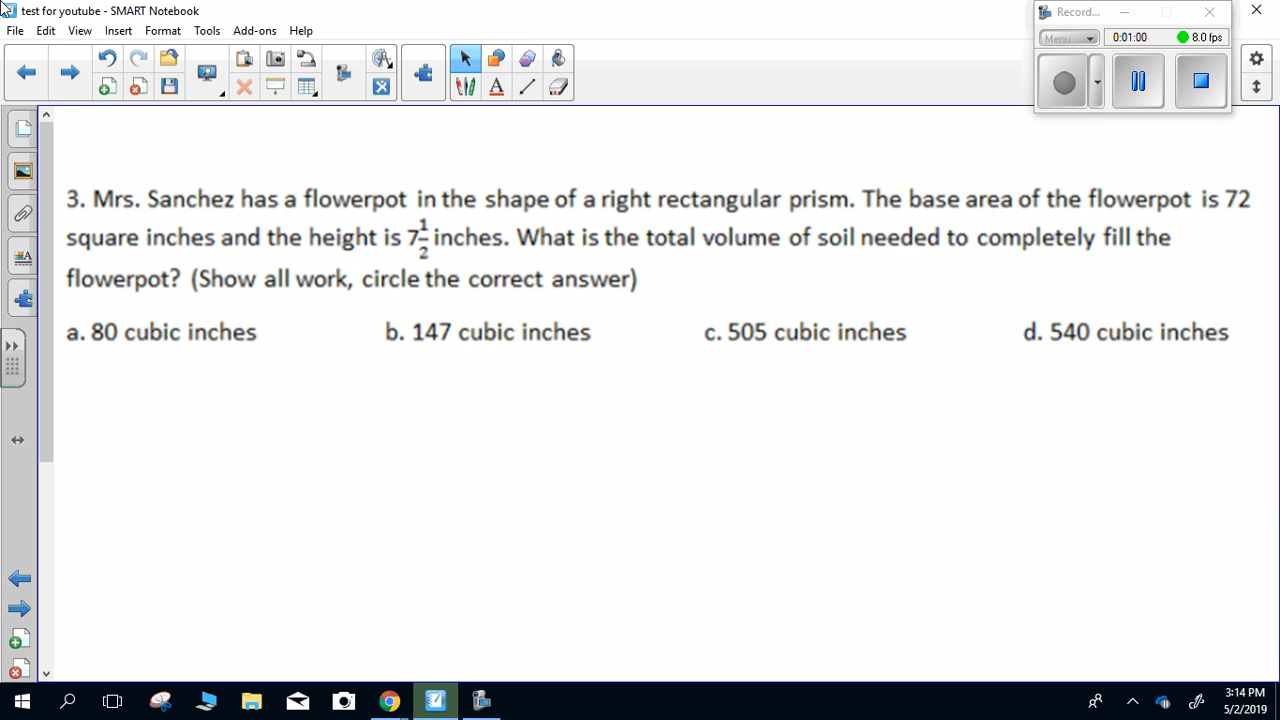 test for youtube - SMART Notebook
Record...
File Edit View Insert Format Tools Add-ons Help
Menu 0:01:00 8.0 fps
3. Mrs. Sanchez has a flowerpot in the shape of a right rectangular prism. The base area of the flowerpot is 72
square inches and the height is 7 1/2 inches. What is the total volume of soil needed to completely fill the
flowerpot? (Show all work, circle the correct answer)
a. 80 cubic inches b. 147 cubic inches c. 505 cubic inches d. 540 cubic inches
3:14 PM
5/2/2019